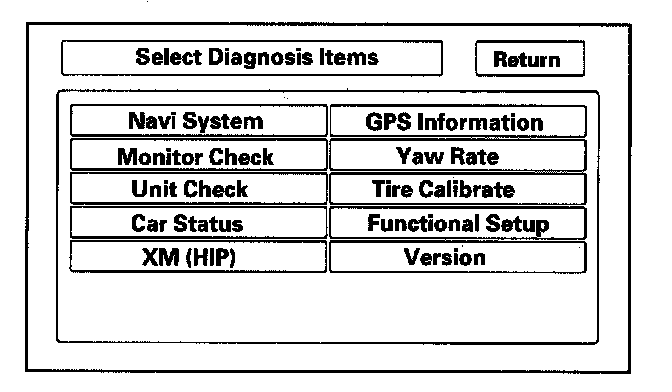 Select Diagnosis Items
Return
Navi System
GPS Information
Monitor Check
Yaw Rate
Unit Check
Tire Calibrate
Car Status
Functional Setup
XM (HIP)
Version